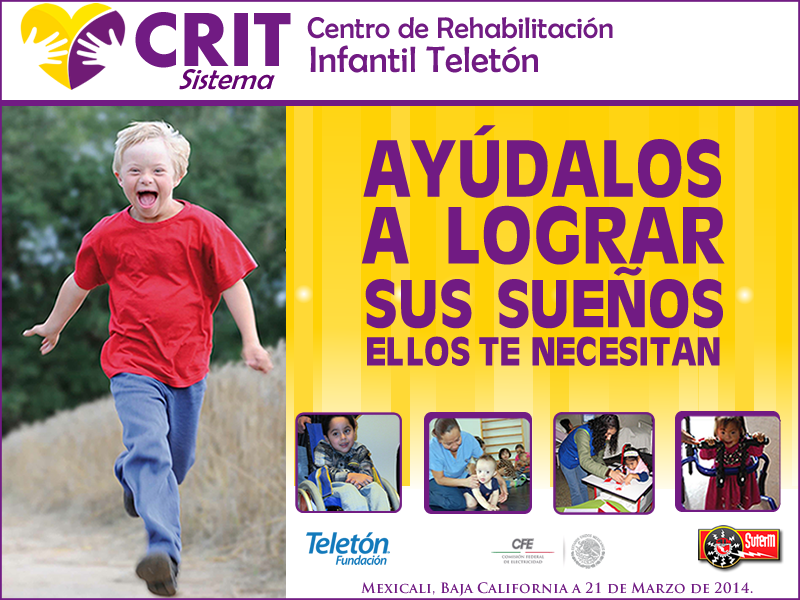 CRIT
Sistema
Centro de Rehabilitación
Infantil Teletón
AYÚDALOS
A LOGRAR
SUS SUEÑOS
ELLOS TE NECESITAN
Teletón
Fundación
CFE
COMISIÓN FEDERAL
DE ELECTRICIDAD
Suterm
MEXICALI, BAJA CALIFORNIA A 21 DE MARZO DE 2014.